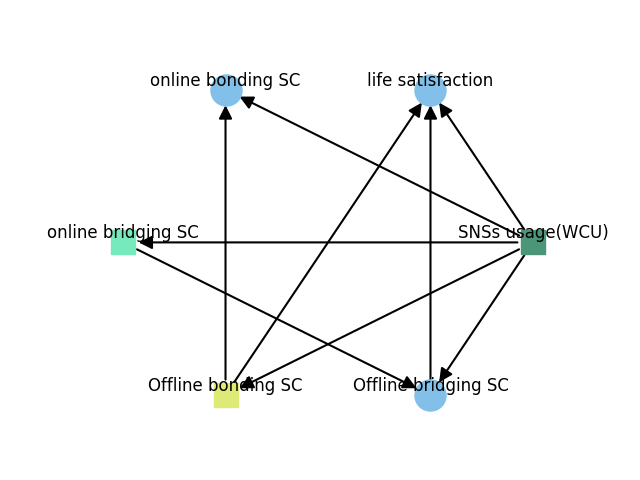 online bonding SC
life satisfaction
online bridging SC
SNSs usage(WCU)
Offline bonding SC
Offline bridging SC